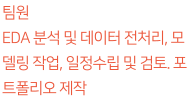 팀원
EDA 분석 및 데이터 전처리, 모
델링 작업, 일정수립 및 검토. 포
트폴리오 제작